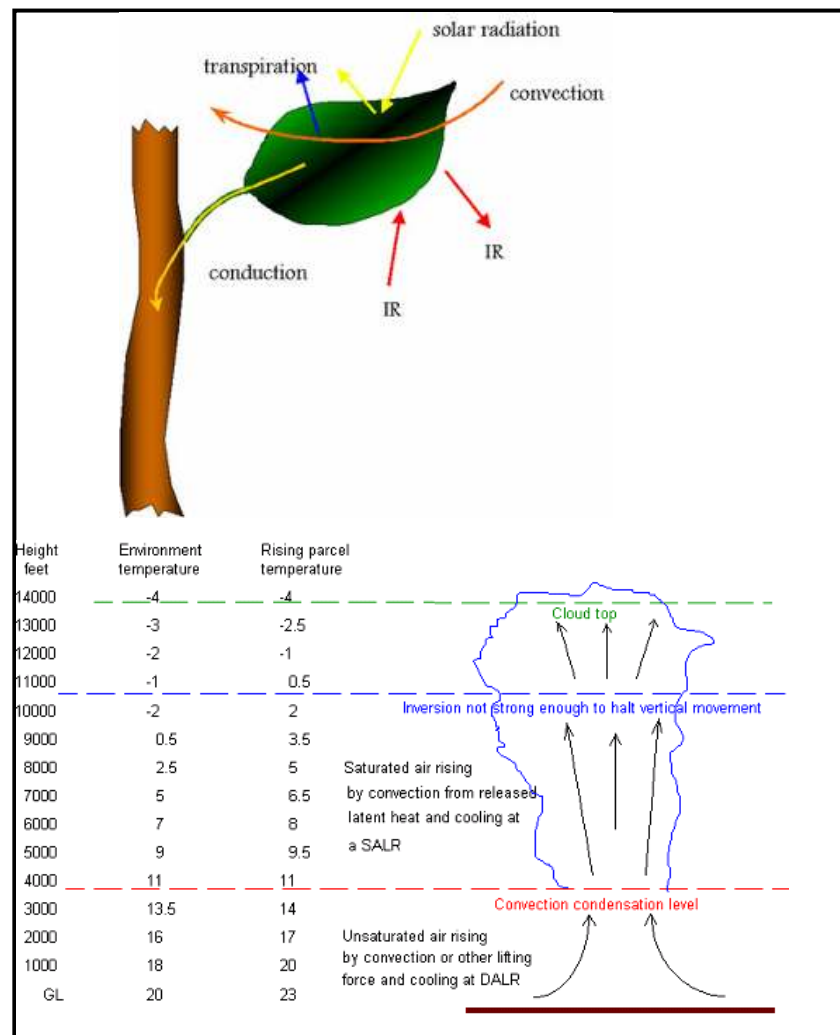 solar radiation
transpiration
convection
IR
conduction
IR
Height Environment Rising parcel
feet temperature temperature
14000 -4 -4
Cloud top
13000 -3 -2.5
12000 -2 -1
11000 -1 0.5
Inversion not strong enough to halt vertical movement
10000 -2 2
9000 0.5 3.5
8000 2.5 5 Saturated air rising
7000 5 6.5 by convection from released
6000 7 8 latent heat and cooling at
5000 9 9.5 a SALR
4000 11 11
Convection condensation level
3000 13.5 14
2000 16 17 Unsaturated air rising
1000 18 20 by convection or other lifting
GL 20 23 force and cooling at DALR